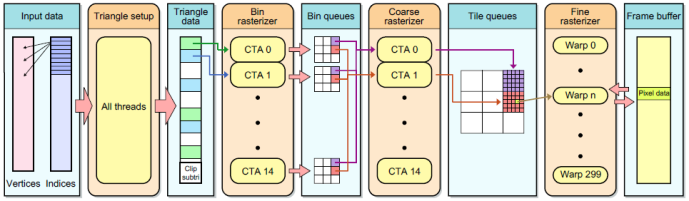 Input data
Vertices
Indices
Triangle setup
All threads
Triangle
data
Clip
subtri
Bin
rasterizer
CTA 0
CTA 1
CTA 14
Bin queues
Coarse
rasterizer
CTA 0
CTA 1
CTA 14
Tile queues
Fine
rasterizer
Warp 0
Warp n
Warp 299
Frame buffer
Pixel data